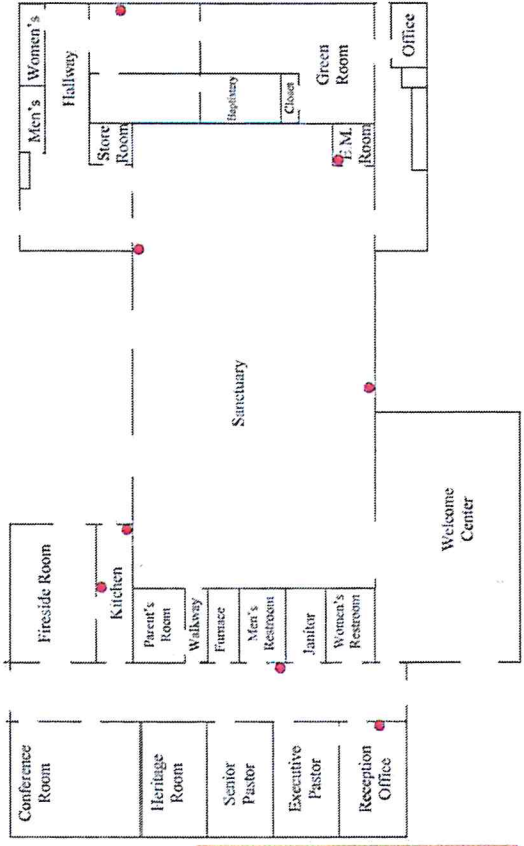 Women's
Men's
Hallway
Store
Room
Baptistery
Closet
Green
Room
Office
E.M.
Room
Sanctuary
Fireside Room
Kitchen
Parent's
Room
Walkway
Furnace
Men's
Restroom
Janitor
Women's
Restroom
Welcome
Center
Conference
Room
Heritage
Room
Senior
Pastor
Executive
Pastor
Reception
Office